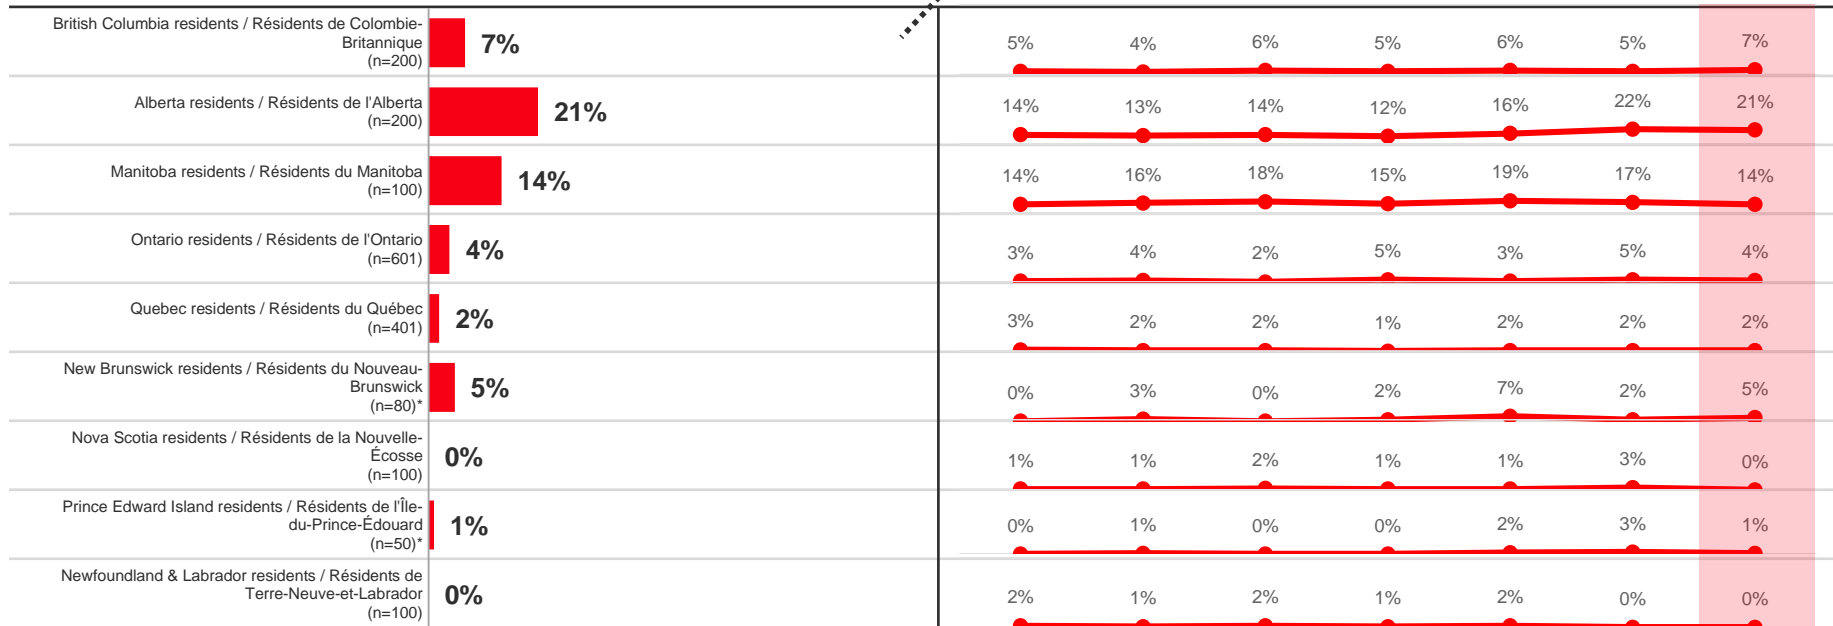 British Columbia residents / Résidents de Colombie-
Britannique
(n=200)
7%
5% 4% 6% 5% 6% 5% 7%
Alberta residents / Résidents de l'Alberta
(n=200)
21%
14% 13% 14% 12% 16% 22% 21%
Manitoba residents / Résidents du Manitoba
(n=100)
14%
14% 16% 18% 15% 19% 17% 14%
Ontario residents / Résidents de l'Ontario
(n=601)
4%
3% 4% 2% 5% 3% 5% 4%
Quebec residents / Résidents du Québec
(n=401)
2%
3% 2% 2% 1% 2% 2% 2%
New Brunswick residents / Résidents du Nouveau-
Brunswick
(n=80)*
5%
0% 3% 0% 2% 7% 2% 5%
Nova Scotia residents / Résidents de la Nouvelle-
Écosse
(n=100)
0%
1% 1% 2% 1% 1% 3% 0%
Prince Edward Island residents / Résidents de l'Île-
du-Prince-Édouard
(n=50)*
1%
0% 1% 0% 0% 2% 3% 1%
Newfoundland & Labrador residents / Résidents de
Terre-Neuve-et-Labrador
(n=100)
0%
2% 1% 2% 1% 2% 0% 0%